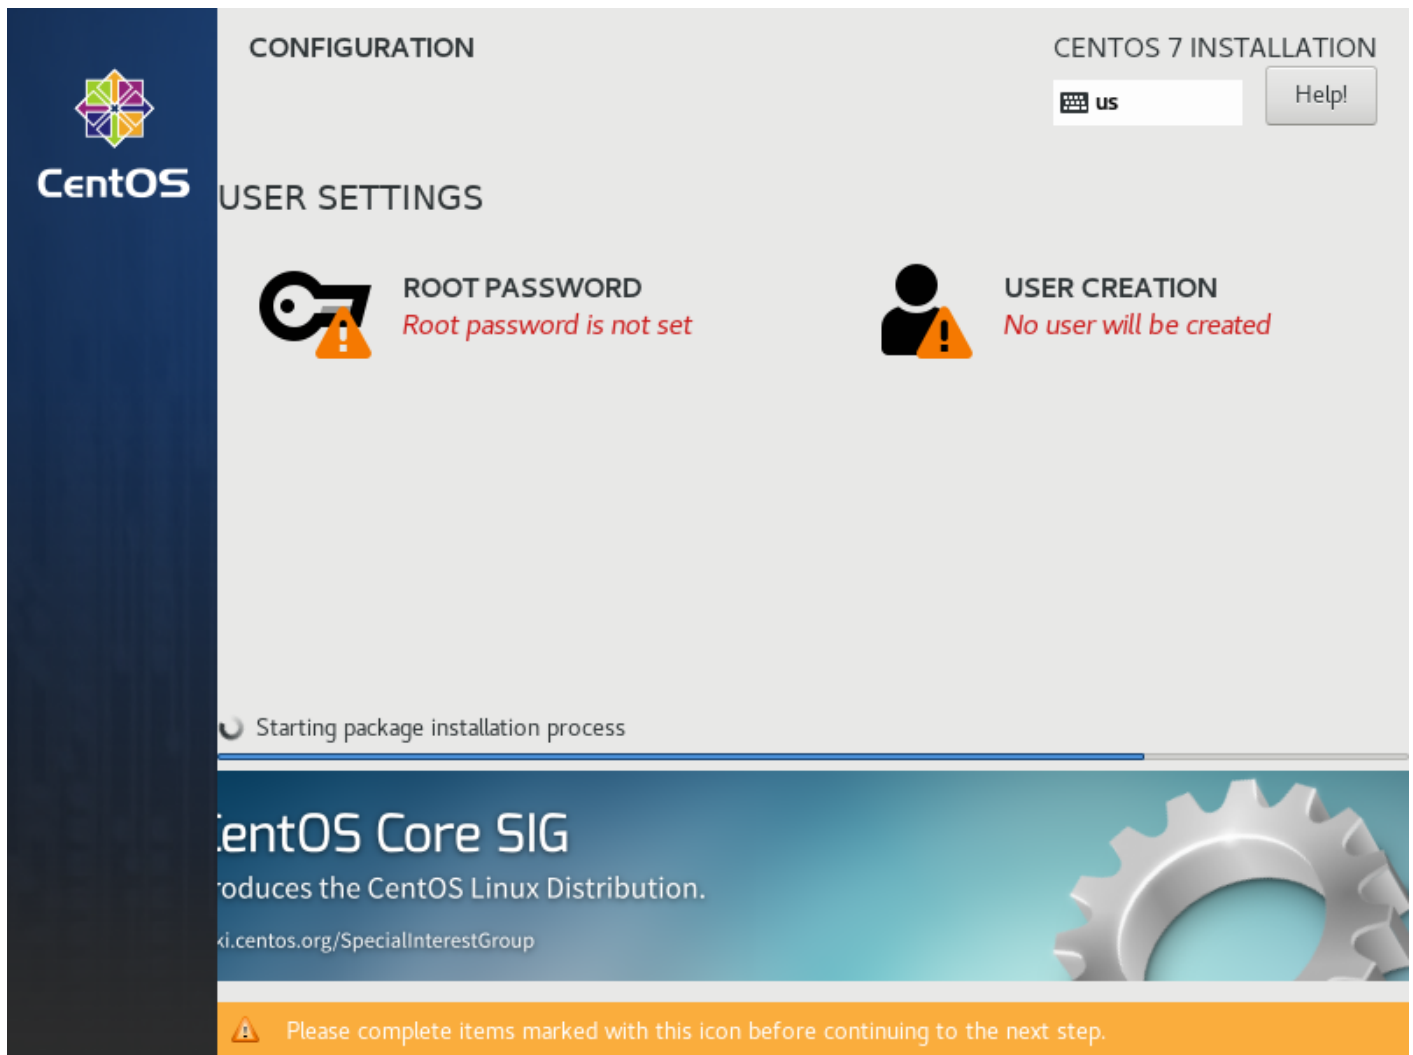 CONFIGURATION
CENTOS 7 INSTALLATION
us
Help!
CentOS
USER SETTINGS
ROOT PASSWORD
Root password is not set
USER CREATION
No user will be created
Starting package installation process
entOS Core SIG
oduces the CentOS Linux Distribution.
ki.centos.org/SpecialInterestGroup
Please complete items marked with this icon before continuing to the next step.